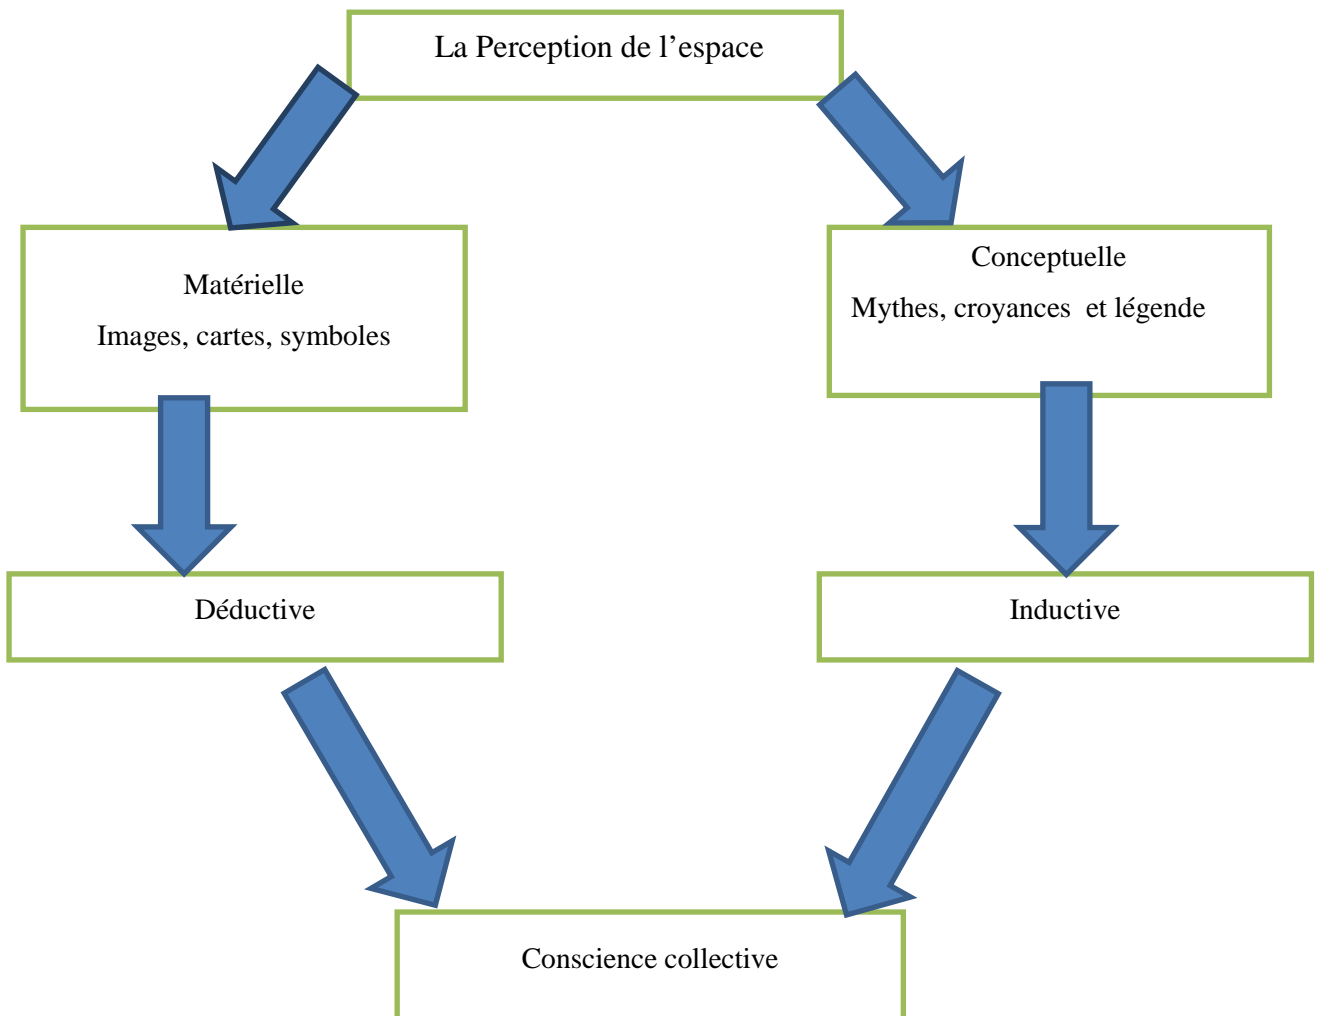 La Perception de l’espace
Matérielle
Images, cartes, symboles
Conceptuelle
Mythes, croyances  et légende
Déductive
Inductive
Conscience collective